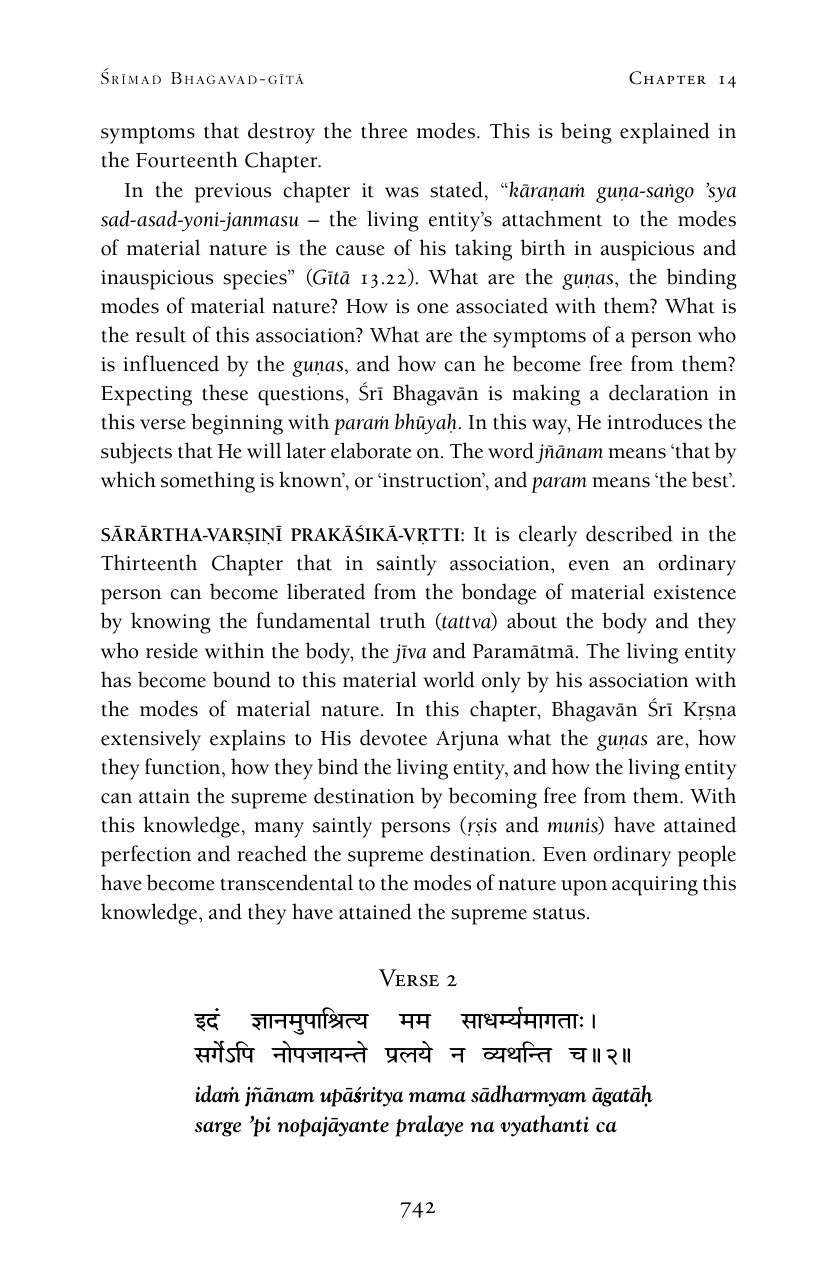 Śrīmad Bhagavad-gītā Chapter 14
symptoms that destroy the three modes. This is being explained in
the Fourteenth Chapter.
In the previous chapter it was stated, “kāraṇaṁ guṇa-saṅgo ’sya
sad-asad-yoni-janmasu – the living entity’s attachment to the modes
of material nature is the cause of his taking birth in auspicious and
inauspicious species” (Gītā 13.22). What are the guṇas, the binding
modes of material nature? How is one associated with them? What is
the result of this association? What are the symptoms of a person who
is influenced by the guṇas, and how can he become free from them?
Expecting these questions, Śrī Bhagavān is making a declaration in
this verse beginning with paraṁ bhūyaḥ. In this way, He introduces the
subjects that He will later elaborate on. The word jñānam means ‘that by
which something is known’, or ‘instruction’, and param means ‘the best’.
SĀRĀRTHA-VARṢIṆĪ PRAKĀŚIKĀ-VṚTTI: It is clearly described in the
Thirteenth Chapter that in saintly association, even an ordinary
person can become liberated from the bondage of material existence
by knowing the fundamental truth (tattva) about the body and they
who reside within the body, the jīva and Paramātmā. The living entity
has become bound to this material world only by his association with
the modes of material nature. In this chapter, Bhagavān Śrī Kṛṣṇa
extensively explains to His devotee Arjuna what the guṇas are, how
they function, how they bind the living entity, and how the living entity
can attain the supreme destination by becoming free from them. With
this knowledge, many saintly persons (ṛṣis and munis) have attained
perfection and reached the supreme destination. Even ordinary people
have become transcendental to the modes of nature upon acquiring this
knowledge, and they have attained the supreme status.
Verse 2
इदं ज्ञानमुपाश्रित्य मम साधर्म्यमागताः।
सर्गेऽपि नोपजायन्ते प्रलये न व्यथन्ति च॥२॥
idaṁ jñānam upāśritya mama sādharmyam āgatāḥ
sarge ’pi nopajāyante pralaye na vyathanti ca
742